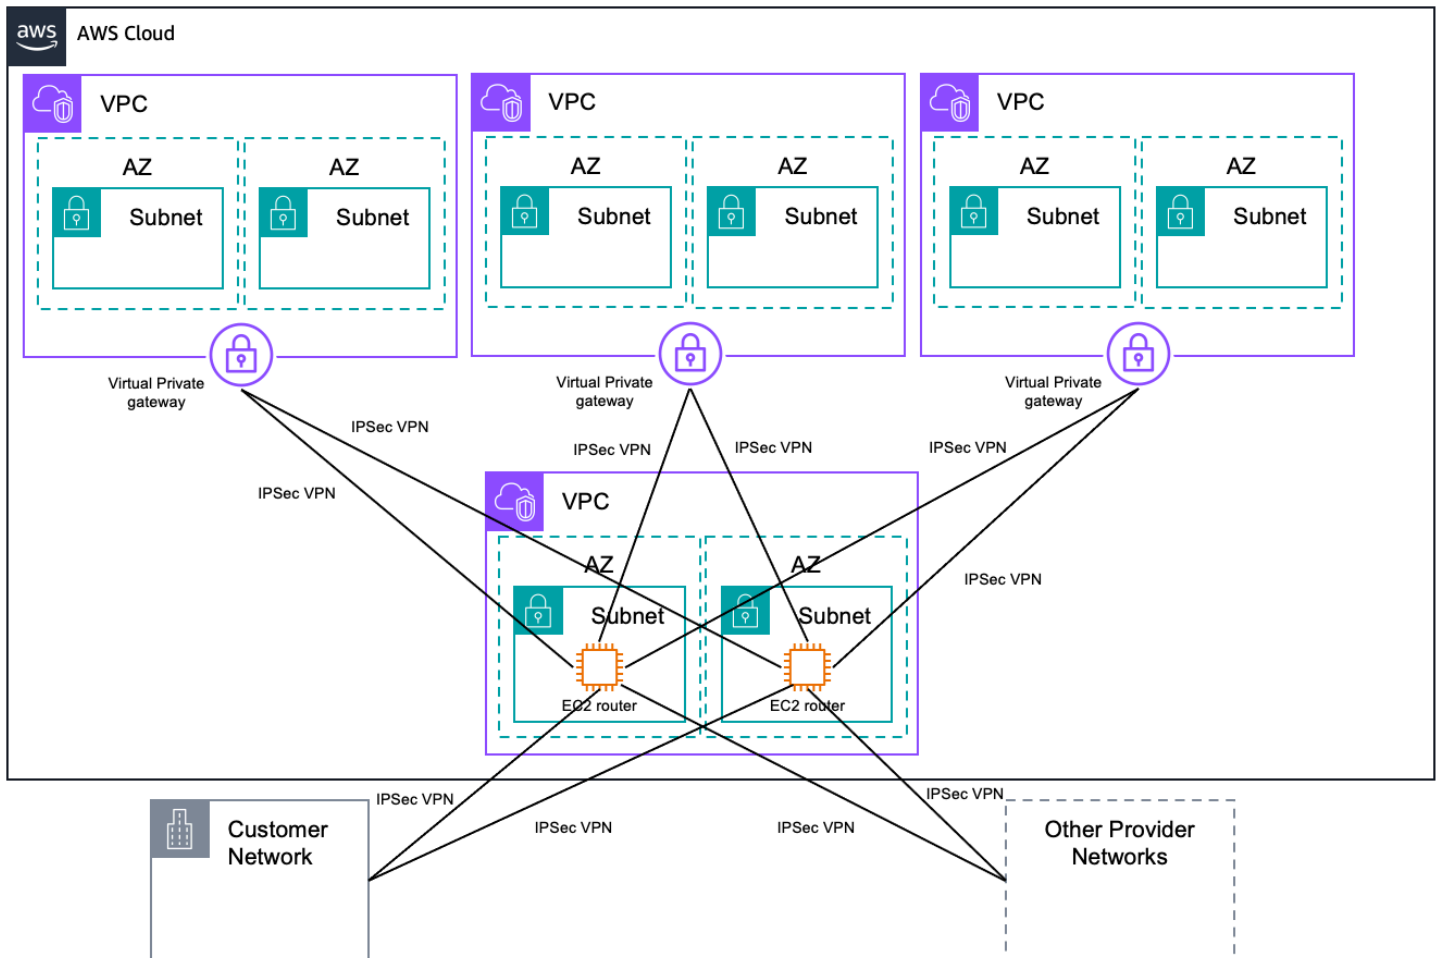 aws
AWS Cloud
VPC
VPC
VPC
AZ
AZ
AZ
AZ
AZ
AZ
Subnet
Subnet
Subnet
Subnet
Subnet
Subnet
Virtual Private
gateway
Virtual Private
gateway
Virtual Private
gateway
IPSec VPN
IPSec VPN
IPSec VPN
IPSec VPN
IPSec VPN
VPC
AZ
AZ
IPSec VPN
Subnet
Subnet
EC2 router
EC2 router
IPSec VPN
IPSec VPN
IPSec VPN
IPSec VPN
Customer
Network
Other Provider
Networks